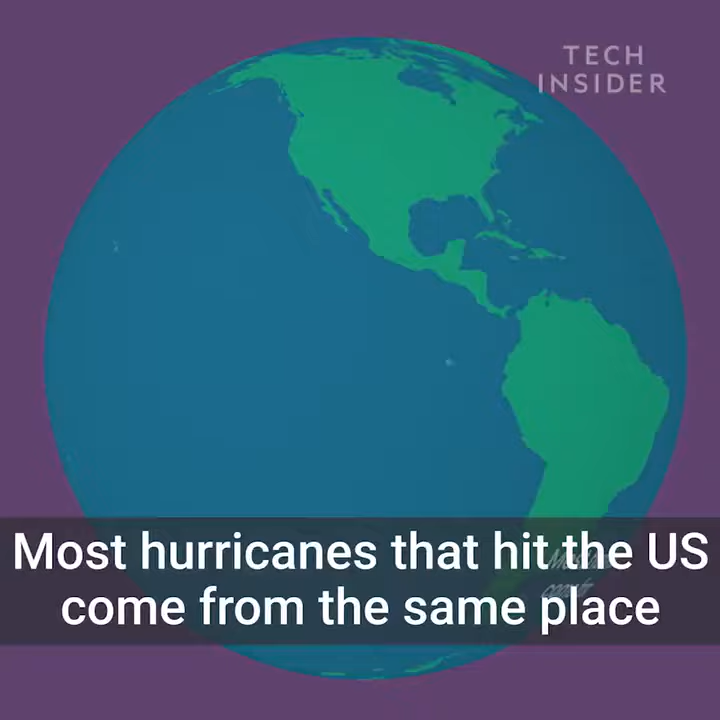 TECH
INSIDER
Most hurricanes that hit the US
come from the same place